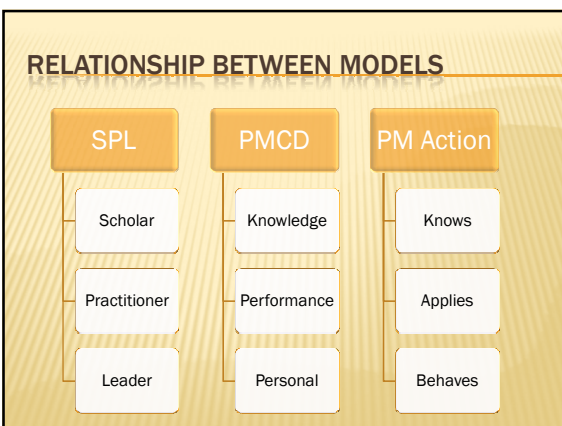 RELATIONSHIP BETWEEN MODELS
SPL
Scholar
Practitioner
Leader
PMCD
Knowledge
Performance
Personal
PM Action
Knows
Applies
Behaves